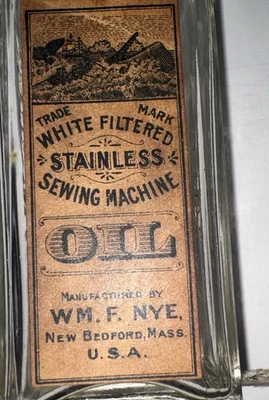 TRADE MARK
WHITE FILTERED
STAINLESS
SEWING MACHINE
OIL
MANUFACTURED BY
WM. F. NYE,
NEW BEDFORD, MASS.
U.S.A.